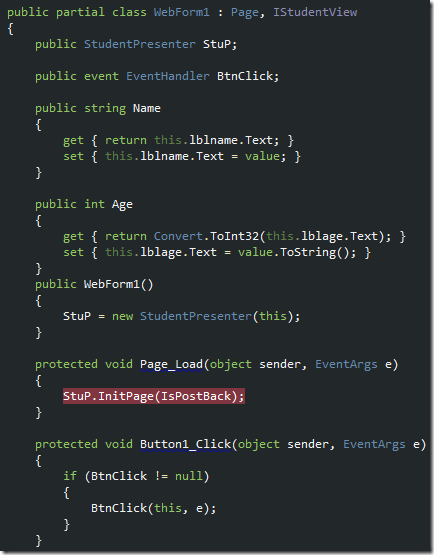 public partial class WebForm1 : Page, IStudentView
{
    public StudentPresenter StuP;

    public event EventHandler BtnClick;

    public string Name
    {
        get { return this.lblname.Text; }
        set { this.lblname.Text = value; }
    }

    public int Age
    {
        get { return Convert.ToInt32(this.lblage.Text); }
        set { this.lblage.Text = value.ToString(); }
    }
    public WebForm1()
    {
        StuP = new StudentPresenter(this);
    }

    protected void Page_Load(object sender, EventArgs e)
    {
        StuP.InitPage(IsPostBack);
    }

    protected void Button1_Click(object sender, EventArgs e)
    {
        if (BtnClick != null)
        {
            BtnClick(this, e);
        }
    }